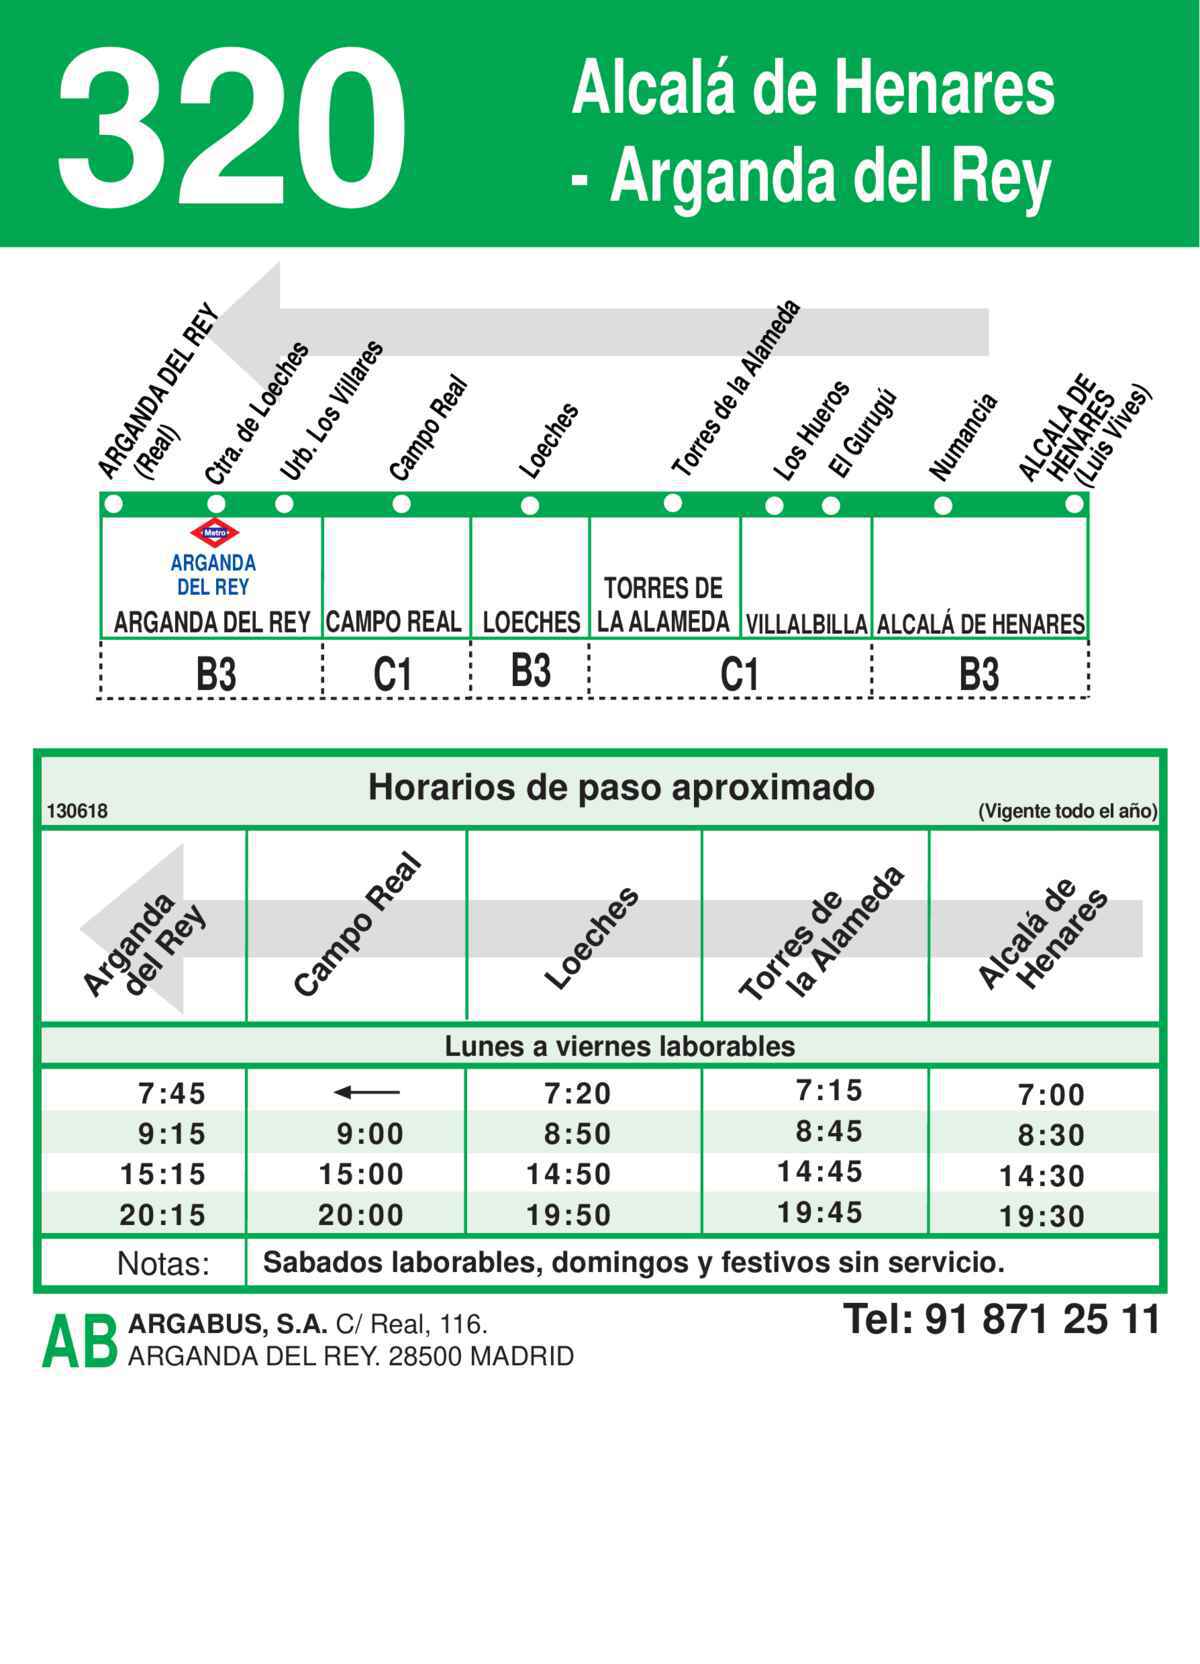 320
Alcalá de Henares
- Arganda del Rey
ARGANDA DEL REY
(Real)
Ctra. de Loeches
Urb. Los Villares
Campo Real
Loeches
Torres de la Alameda
Los Hueros
El Gurugú
Numancia
ALCALA DE
HENARES
(Luis Vives)
Metro
ARGANDA
DEL REY
ARGANDA DEL REY
CAMPO REAL
LOECHES
TORRES DE
LA ALAMEDA
VILLALBILLA
ALCALÁ DE HENARES
B3 C1 B3 C1 B3
Horarios de paso aproximado
130618 (Vigente todo el año)
Arganda
del Rey
Campo Real
Loeches
Torres de
la Alameda
Alcalá de
Henares
Lunes a viernes laborables
7:45 ← 7:20 7:15 7:00
9:15 9:00 8:50 8:45 8:30
15:15 15:00 14:50 14:45 14:30
20:15 20:00 19:50 19:45 19:30
Notas: Sabados laborables, domingos y festivos sin servicio.
AB ARGABUS, S.A. C/ Real, 116.
ARGANDA DEL REY. 28500 MADRID
Tel: 91 871 25 11